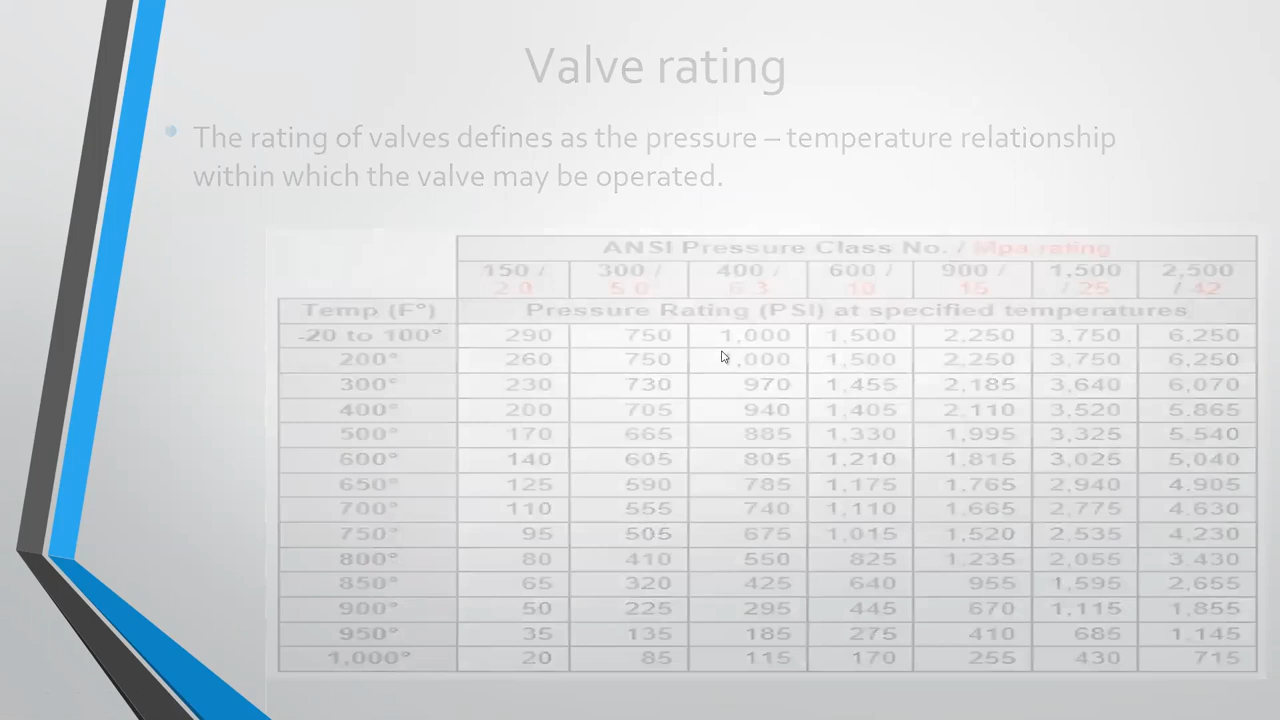 Valve rating
The rating of valves defines as the pressure – temperature relationship
within which the valve may be operated.
ANSI Pressure Class No. / Mpa rating
150 / 300 / 400 / 600 / 900 / 1,500 2,500
2.0 5.0 6.3 10 15 / 25 / 42
Temp (F°) Pressure Rating (PSI) at specified temperatures
-20 to 100° 290 750 1,000 1,500 2,250 3,750 6,250
200° 260 750 ,000 1,500 2,250 3,750 6,250
300° 230 730 970 1,455 2,185 3,640 6,070
400° 200 705 940 1,405 2,110 3,520 5.865
500° 170 665 885 1,330 1,995 3,325 5.540
600° 140 605 805 1,210 1.815 3,025 5,040
650° 125 590 785 1,175 1.765 2,940 4.905
700° 110 555 740 1,110 1,665 2,775 4.630
750° 95 505 675 1,015 1,520 2,535 4,230
800° 80 410 550 825 1,235 2,055 3.430
850° 65 320 425 640 955 1,595 2,655
900° 50 225 295 445 670 1,115 1,855
950° 35 135 185 275 410 685 1.145
1,000° 20 85 115 170 255 430 715